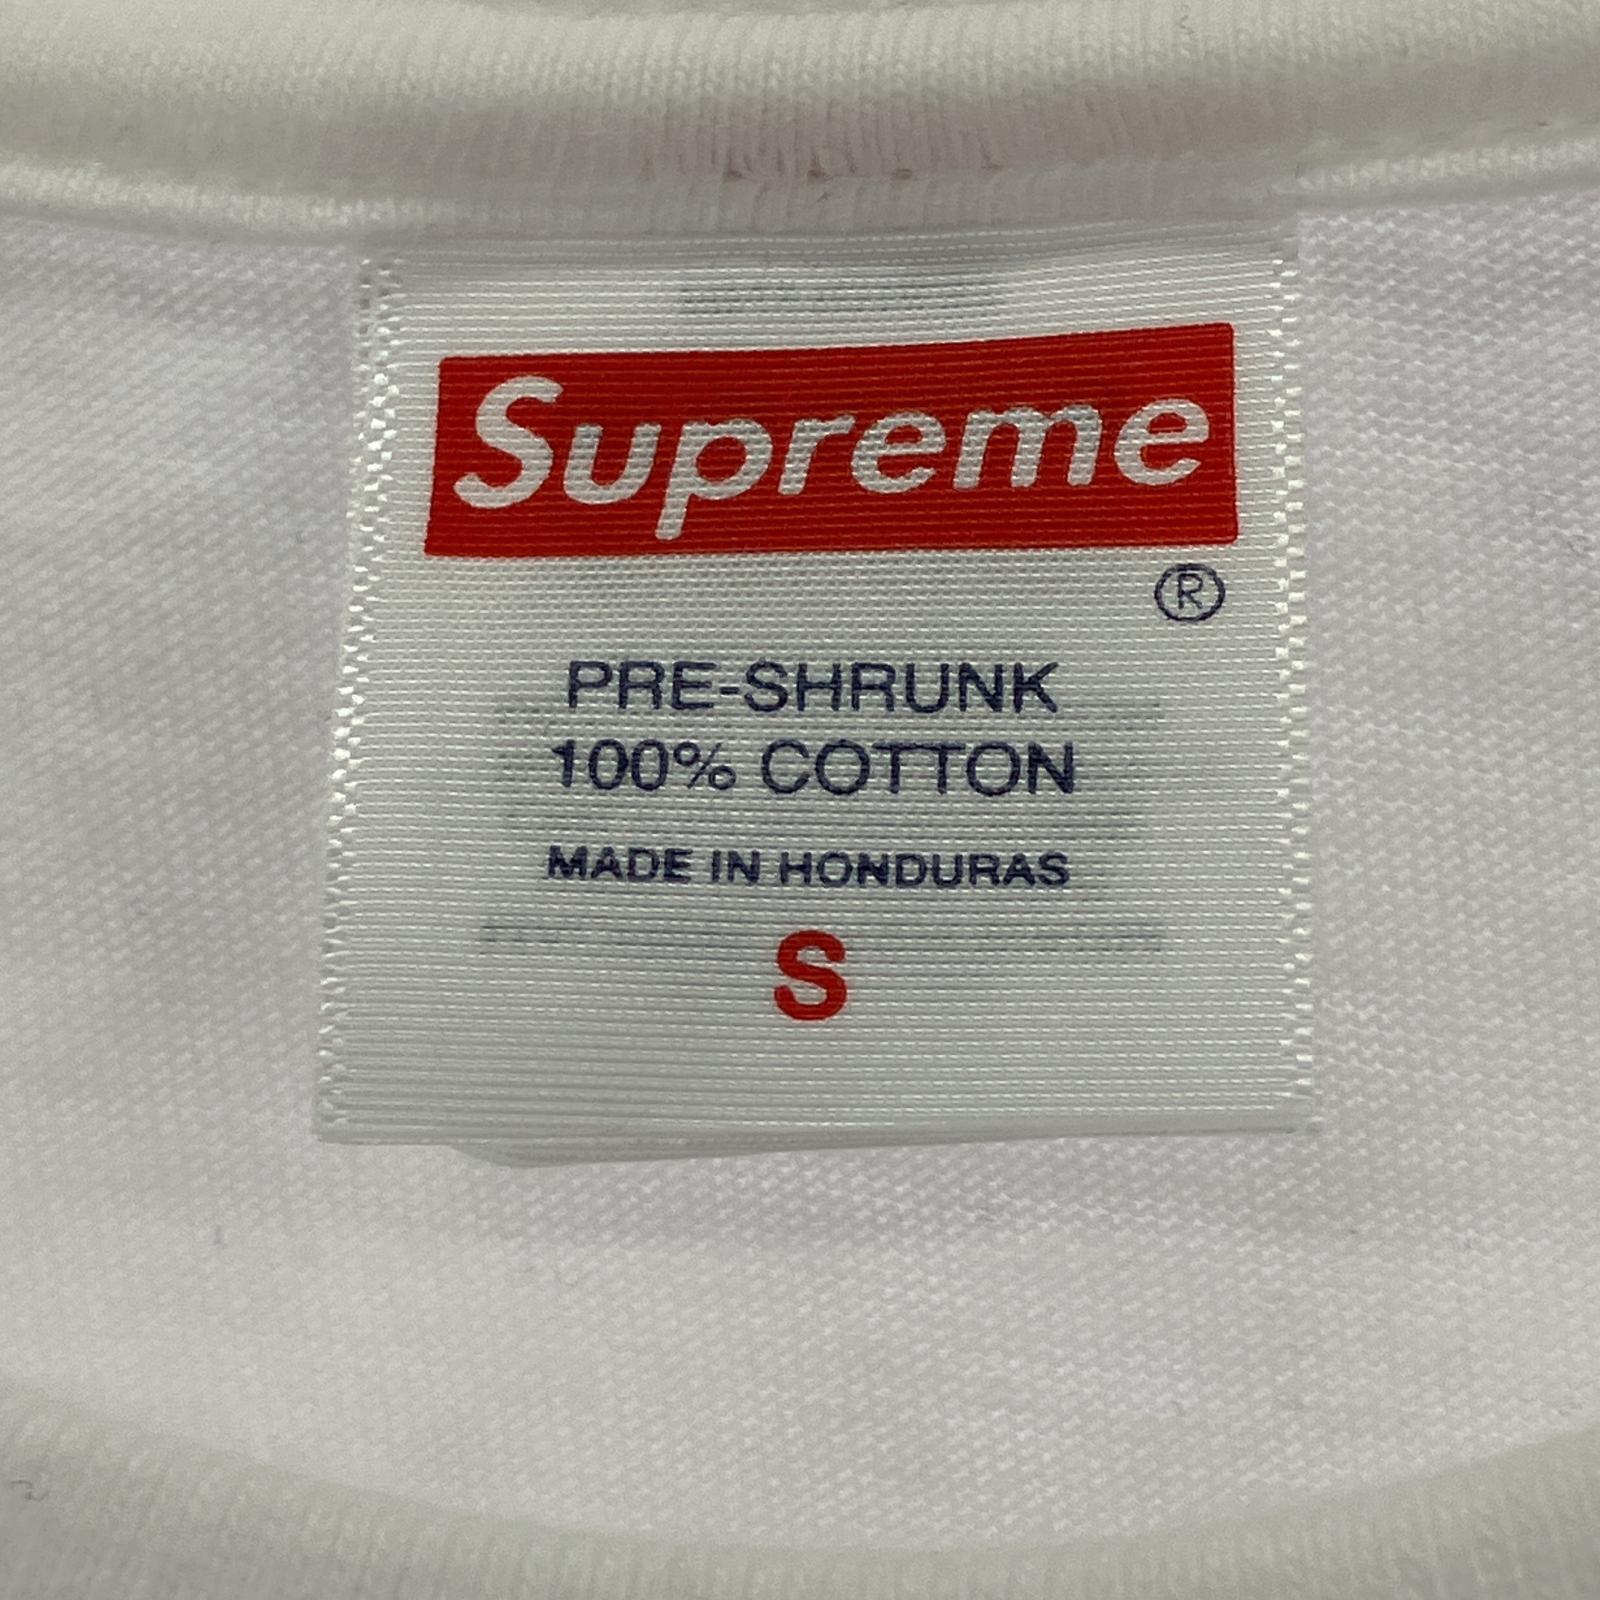 Supreme
®
PRE-SHRUNK
100% COTTON
MADE IN HONDURAS
S